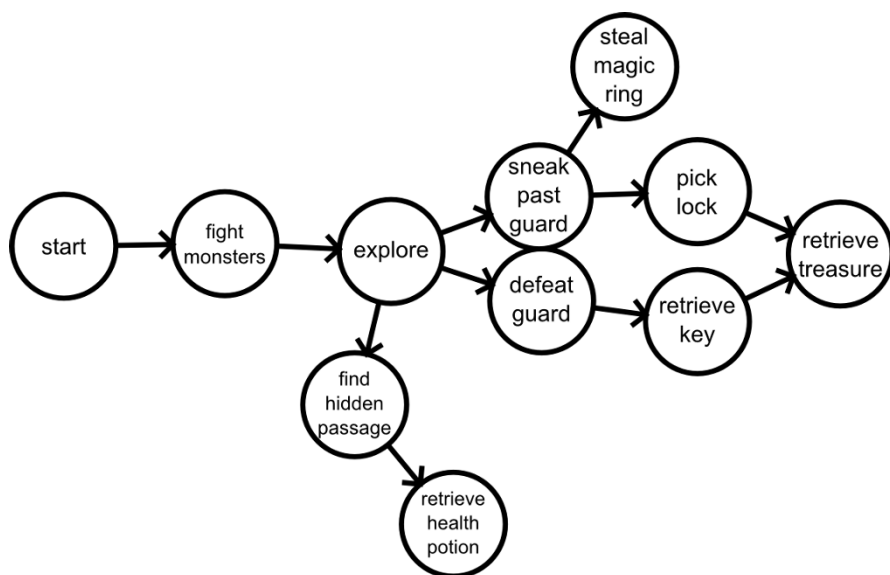 steal
magic
ring
sneak
past
guard
pick
lock
start
fight
monsters
explore
retrieve
treasure
defeat
guard
retrieve
key
find
hidden
passage
retrieve
health
potion